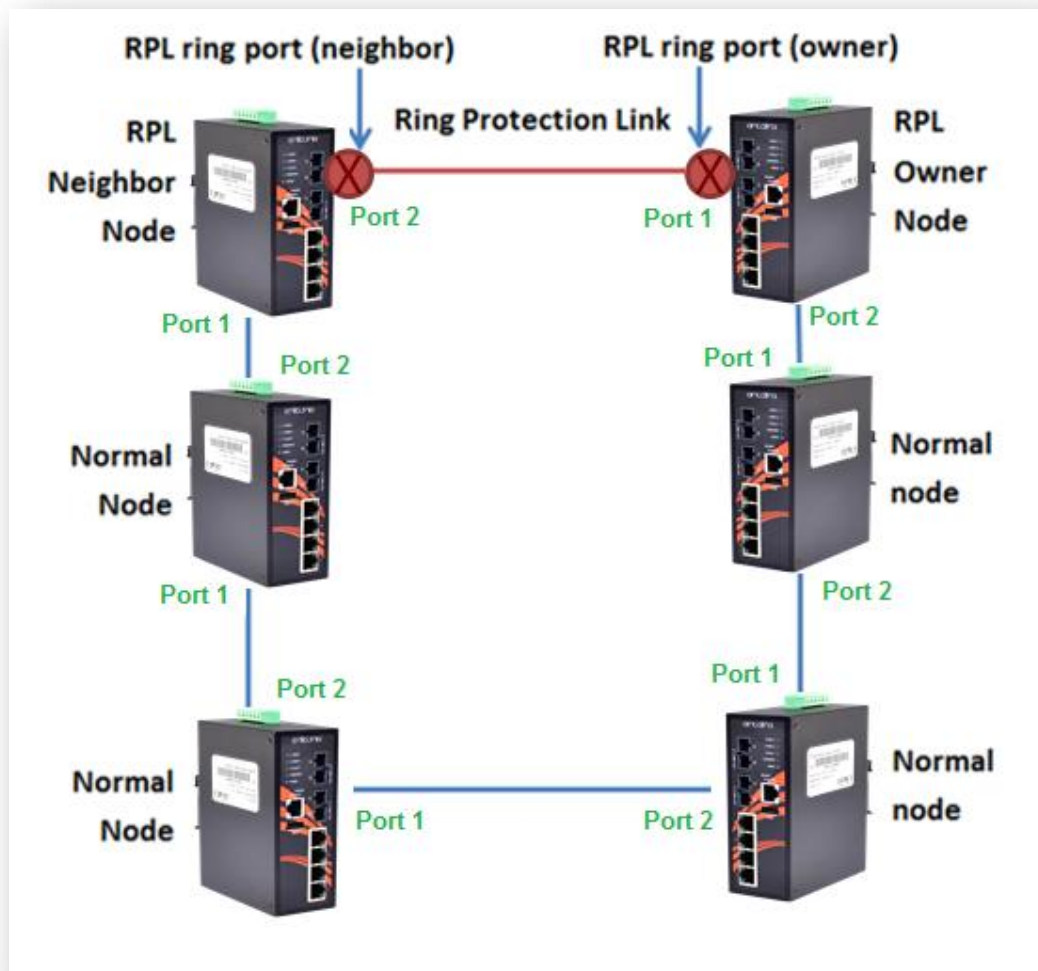 RPL ring port (neighbor)
RPL ring port (owner)
Ring Protection Link
RPL
Neighbor
Node
RPL
Owner
Node
Port 2
Port 1
Port 1
Port 2
Port 2
Port 1
Normal
Node
Normal
node
Port 1
Port 2
Port 2
Port 1
Normal
Node
Normal
node
Port 1
Port 2